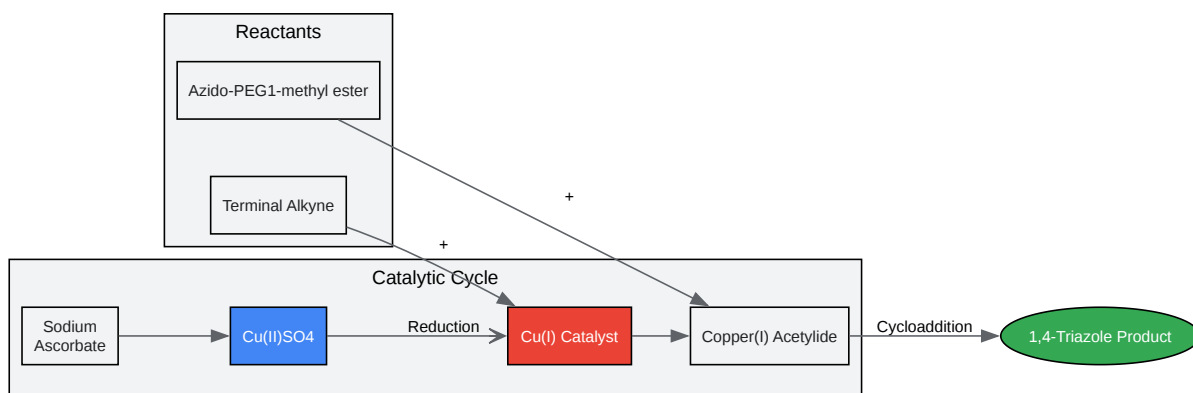 Reactants
Azido-PEG1-methyl ester
Terminal Alkyne
+
+
Catalytic Cycle
Sodium
Ascorbate
Cu(II)SO4
Reduction
Cu(I) Catalyst
Copper(I) Acetylide
Cycloaddition
1,4-Triazole Product